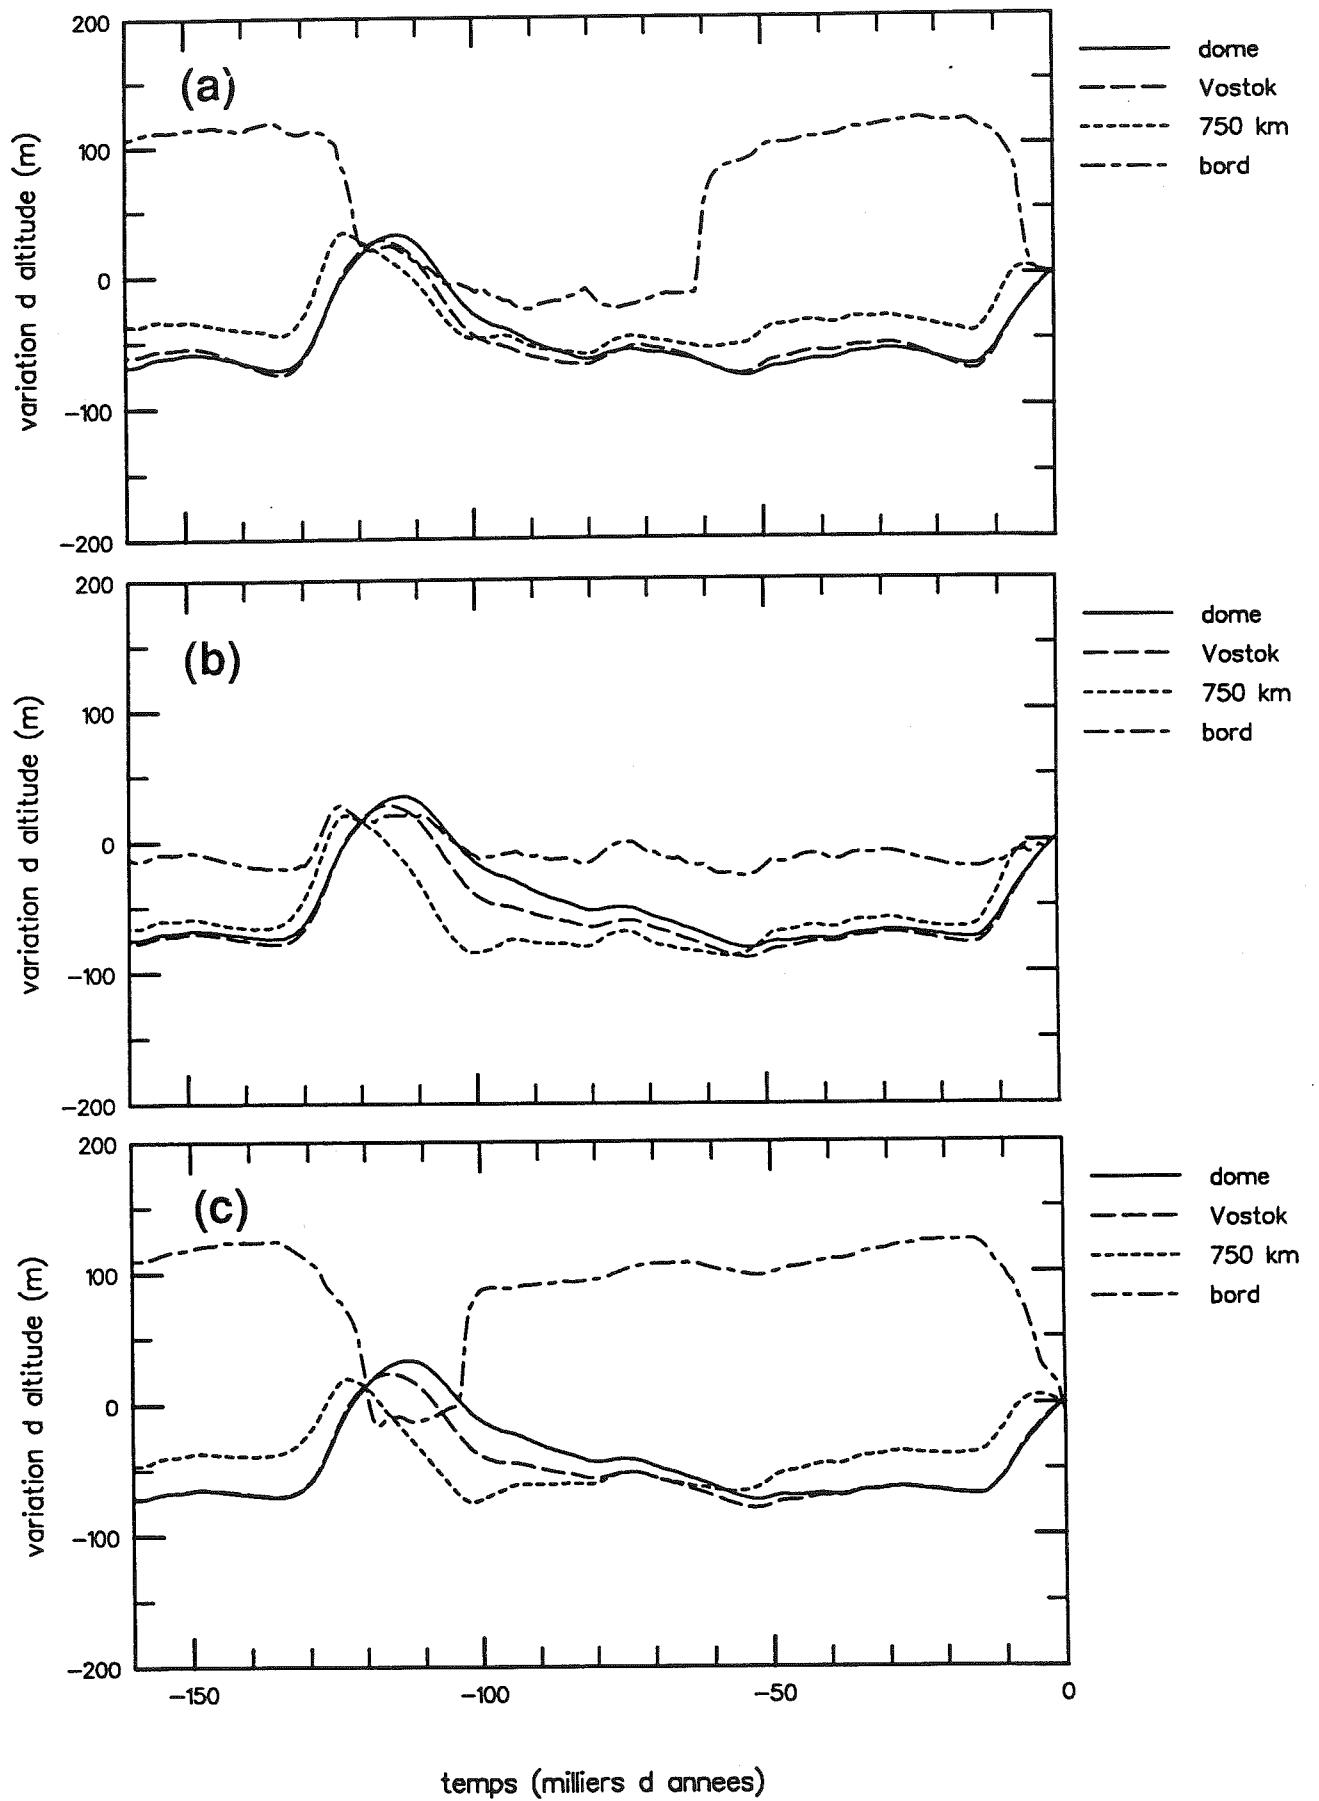 200
(a)
dome
Vostok
100
750 km
bord
variation d altitude (m)
0
-100
-200
200
(b)
dome
Vostok
100
750 km
bord
variation d altitude (m)
0
-100
-200
200
(c)
dome
Vostok
100
750 km
bord
variation d altitude (m)
0
-100
-200
-150 -100 -50 0
temps (milliers d annees)